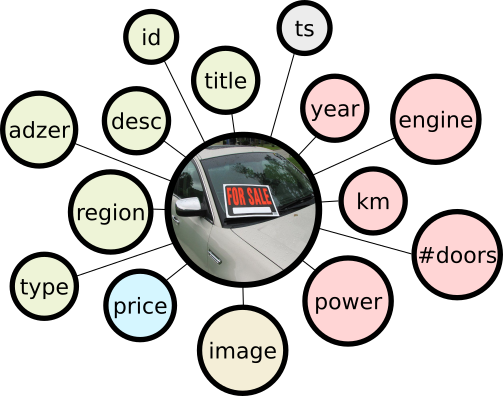 ts
id
title
year
engine
desc
adzer
km
region
FOR SALE
#doors
type
price
power
image